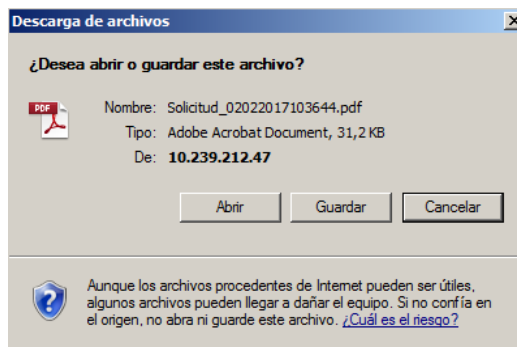 Descarga de archivos
¿Desea abrir o guardar este archivo?
PDF
Nombre: Solicitud_02022017103644.pdf
Tipo: Adobe Acrobat Document, 31,2 KB
De: 10.239.212.47
Abrir Guardar Cancelar
Aunque los archivos procedentes de Internet pueden ser útiles,
algunos archivos pueden llegar a dañar el equipo. Si no confía en
el origen, no abra ni guarde este archivo. ¿Cuál es el riesgo?